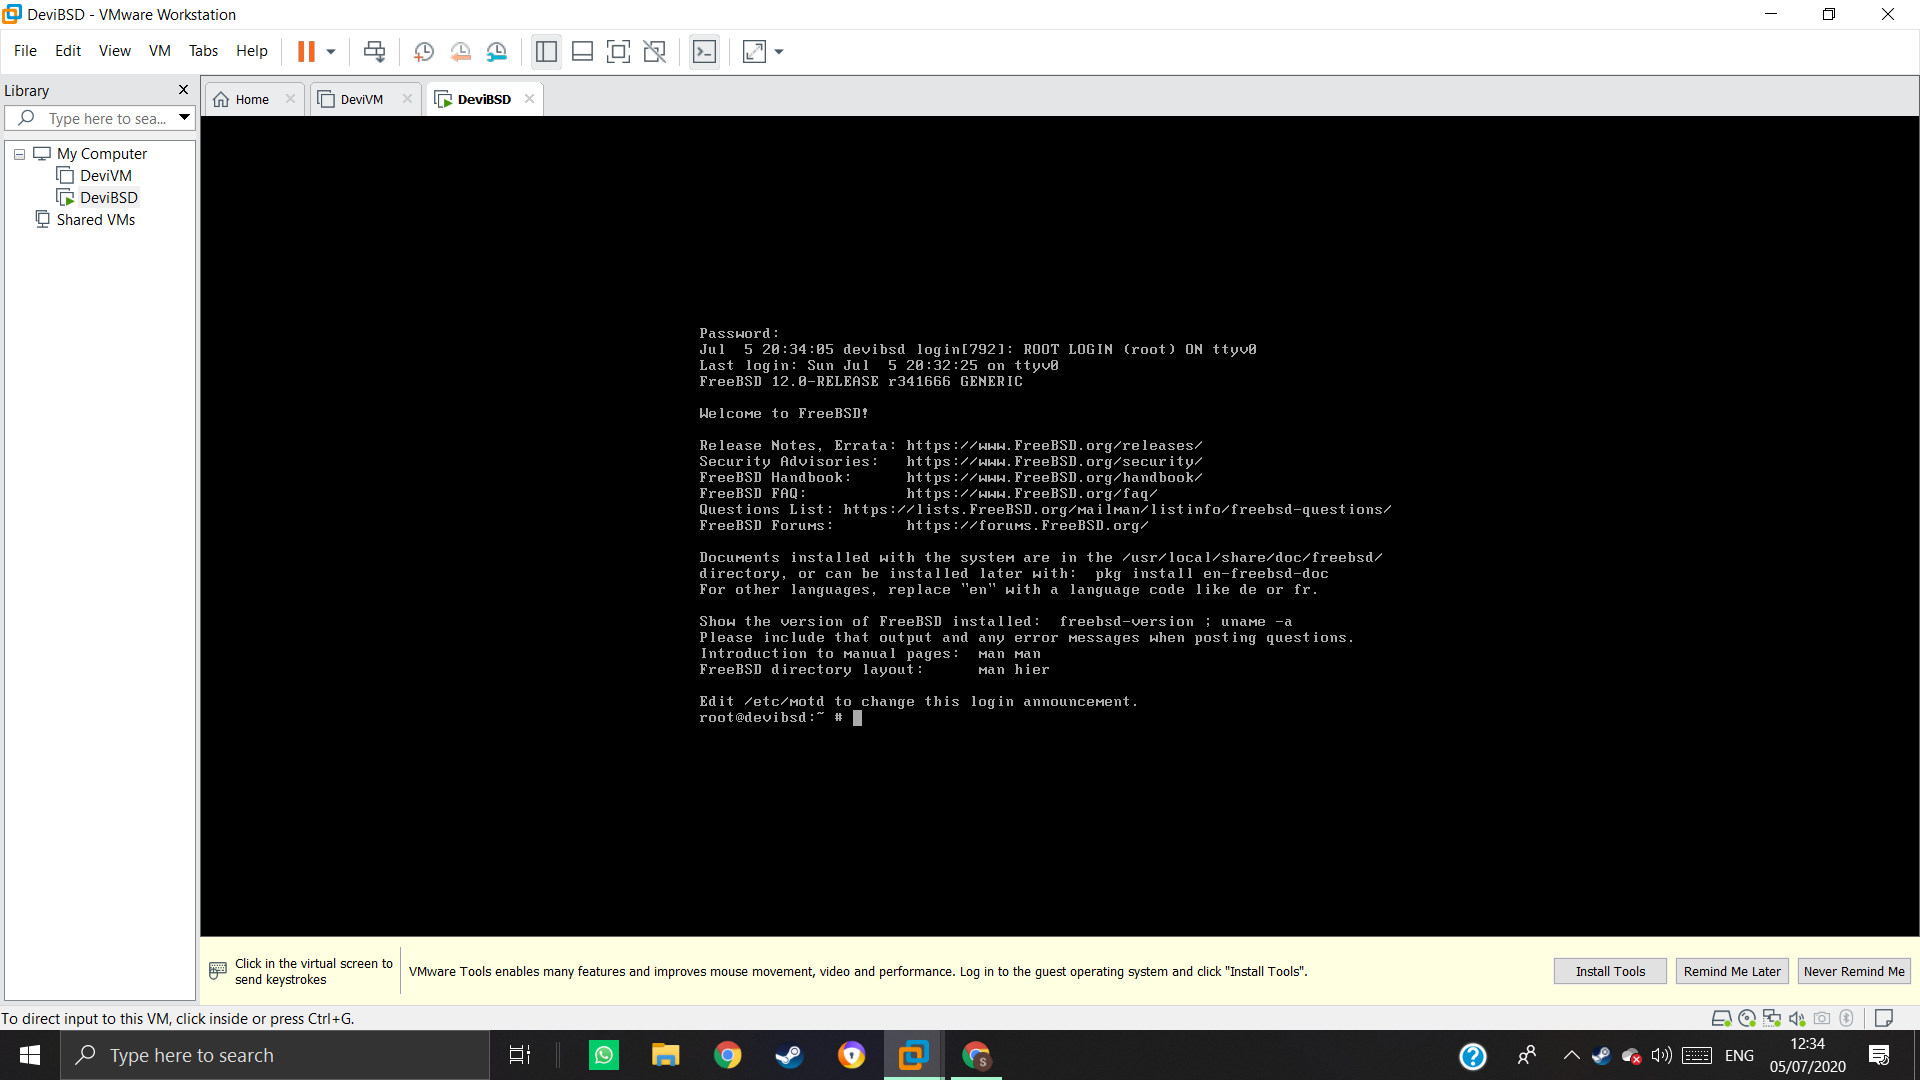 DeviBSD - VMware Workstation
File Edit View VM Tabs Help
Library
Type here to sea...
My Computer
DeviVM
DeviBSD
Shared VMs
Home DeviVM DeviBSD
Password:
Jul  5 20:34:05 devibsd login[792]: ROOT LOGIN (root) ON ttyv0
Last login: Sun Jul  5 20:32:25 on ttyv0
FreeBSD 12.0-RELEASE r341666 GENERIC
Welcome to FreeBSD!
Release Notes, Errata: https://www.FreeBSD.org/releases/
Security Advisories:   https://www.FreeBSD.org/security/
FreeBSD Handbook:      https://www.FreeBSD.org/handbook/
FreeBSD FAQ:           https://www.FreeBSD.org/faq/
Questions List: https://lists.FreeBSD.org/mailman/listinfo/freebsd-questions/
FreeBSD Forums:        https://forums.FreeBSD.org/
Documents installed with the system are in the /usr/local/share/doc/freebsd/
directory, or can be installed later with:  pkg install en-freebsd-doc
For other languages, replace "en" with a language code like de or fr.
Show the version of FreeBSD installed:  freebsd-version ; uname -a
Please include that output and any error messages when posting questions.
Introduction to manual pages:  man man
FreeBSD directory layout:      man hier
Edit /etc/motd to change this login announcement.
root@devibsd:~ #
Click in the virtual screen to
send keystrokes
VMware Tools enables many features and improves mouse movement, video and performance. Log in to the guest operating system and click "Install Tools".
Install Tools Remind Me Later Never Remind Me
To direct input to this VM, click inside or press Ctrl+G.
Type here to search
S
ENG
12:34
05/07/2020